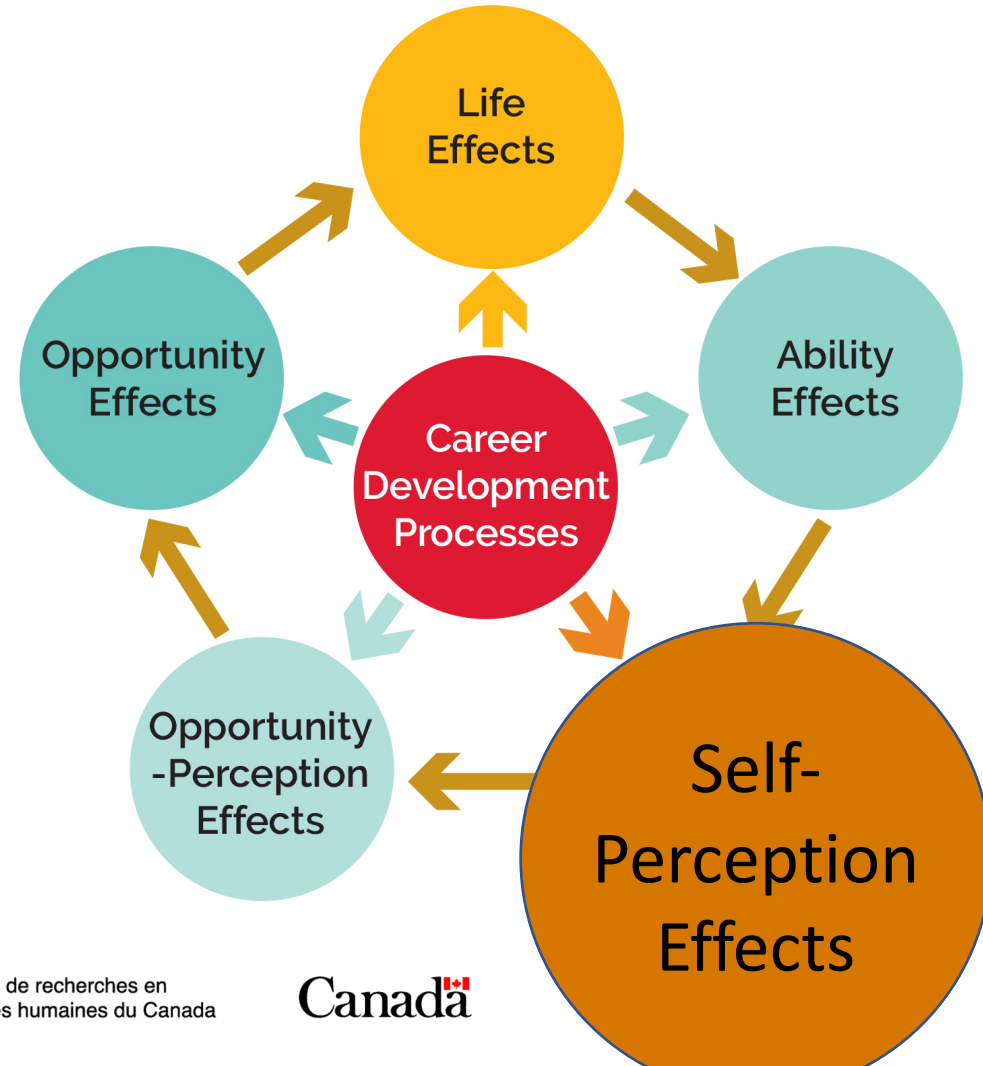 Life
Effects
Opportunity
Effects
Ability
Effects
Career
Development
Processes
Opportunity
-Perception
Effects
Self-
Perception
Effects
de recherches en
s humaines du Canada
Canada